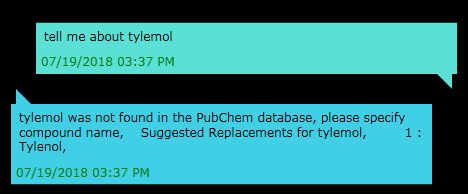 tell me about tylemol
07/19/2018 03:37 PM
tylemol was not found in the PubChem database, please specify
compound name, Suggested Replacements for tylemol, 1 :
Tylenol,
07/19/2018 03:37 PM